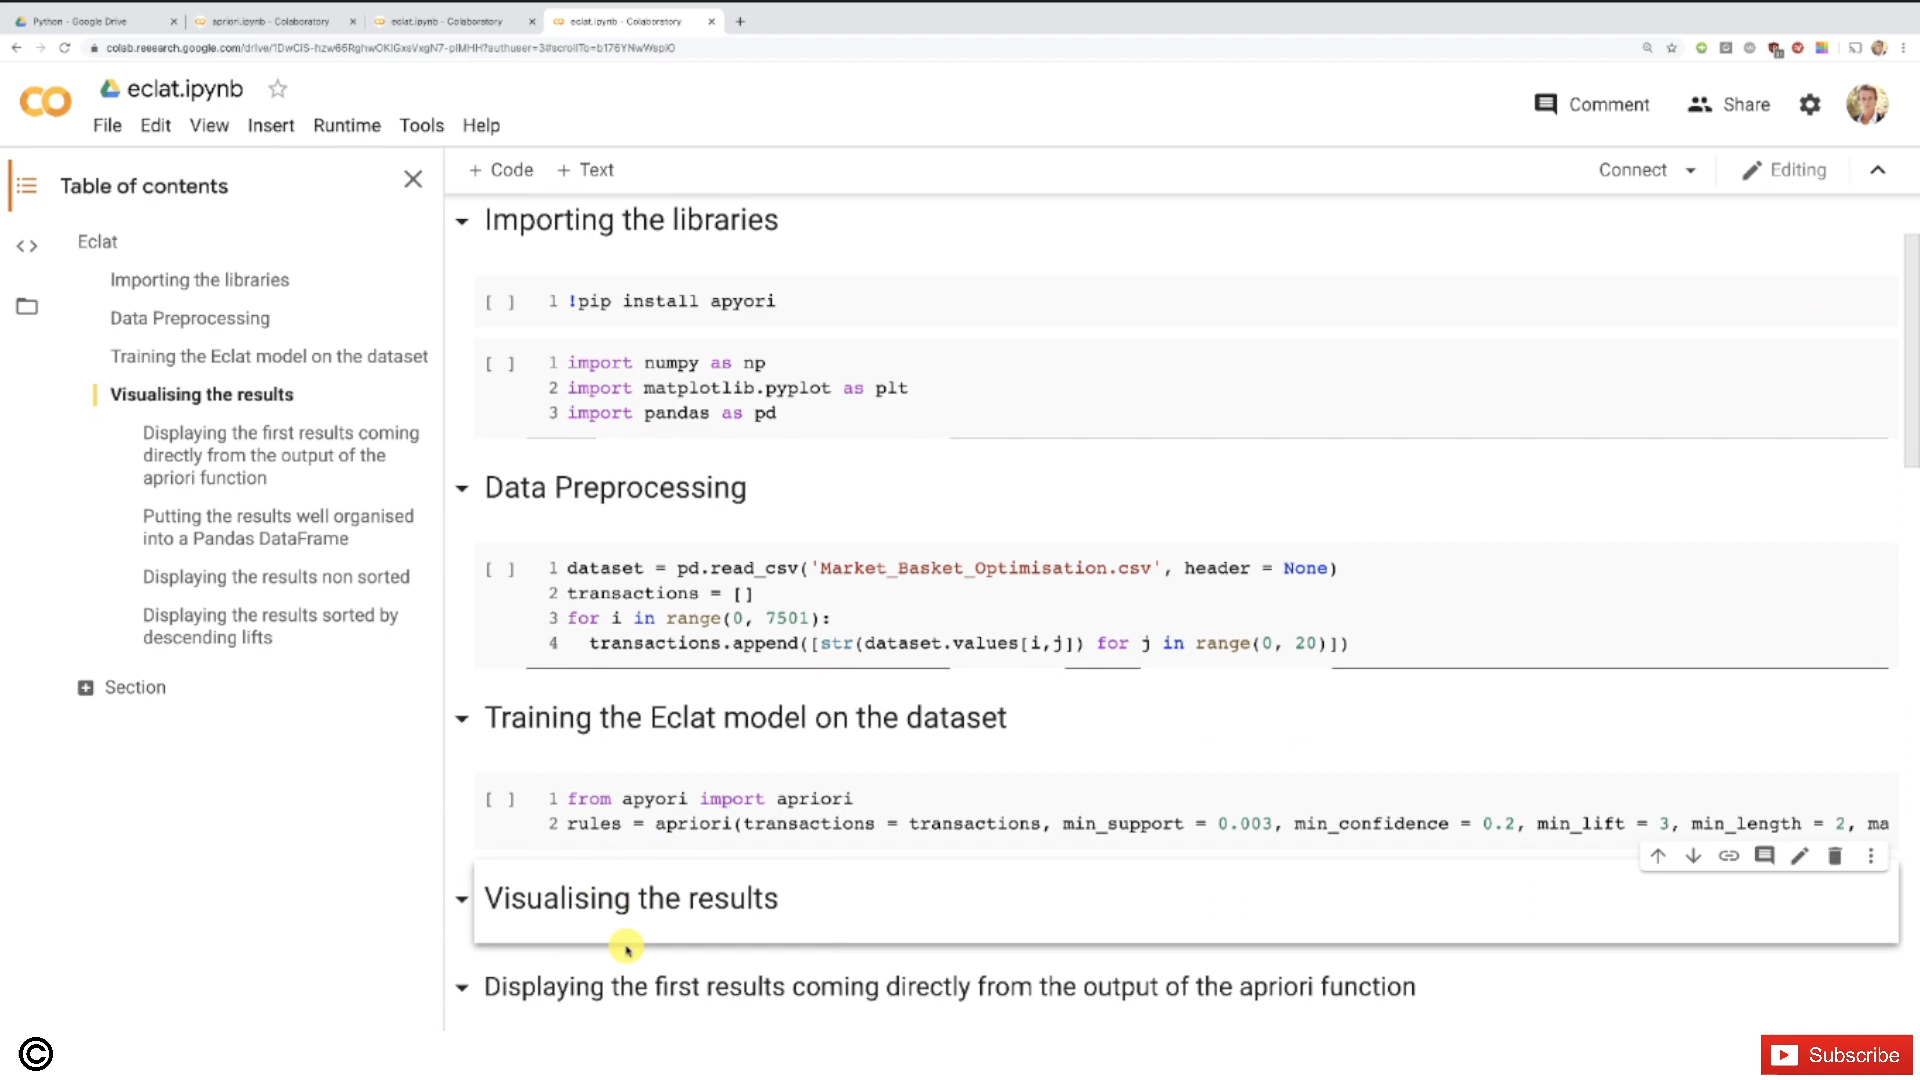 Python - Google Drive
apriori.ipynb - Colaboratory
eclat.ipynb - Colaboratory
eclat.ipynb - Colaboratory
eclat.ipynb
File Edit View Insert Runtime Tools Help
Comment
Share
Table of contents
+ Code + Text
Connect
Editing
Eclat
Importing the libraries
Data Preprocessing
Training the Eclat model on the dataset
Visualising the results
Displaying the first results coming
directly from the output of the
apriori function
Putting the results well organised
into a Pandas DataFrame
Displaying the results non sorted
Displaying the results sorted by
descending lifts
Section
Importing the libraries
[ ] 1 !pip install apyori
[ ] 1 import numpy as np
2 import matplotlib.pyplot as plt
3 import pandas as pd
Data Preprocessing
[ ] 1 dataset = pd.read_csv('Market_Basket_Optimisation.csv', header = None)
2 transactions = []
3 for i in range(0, 7501):
4 transactions.append([str(dataset.values[i,j]) for j in range(0, 20)])
Training the Eclat model on the dataset
[ ] 1 from apyori import apriori
2 rules = apriori(transactions = transactions, min_support = 0.003, min_confidence = 0.2, min_lift = 3, min_length = 2, ma
Visualising the results
Displaying the first results coming directly from the output of the apriori function
©
Subscribe